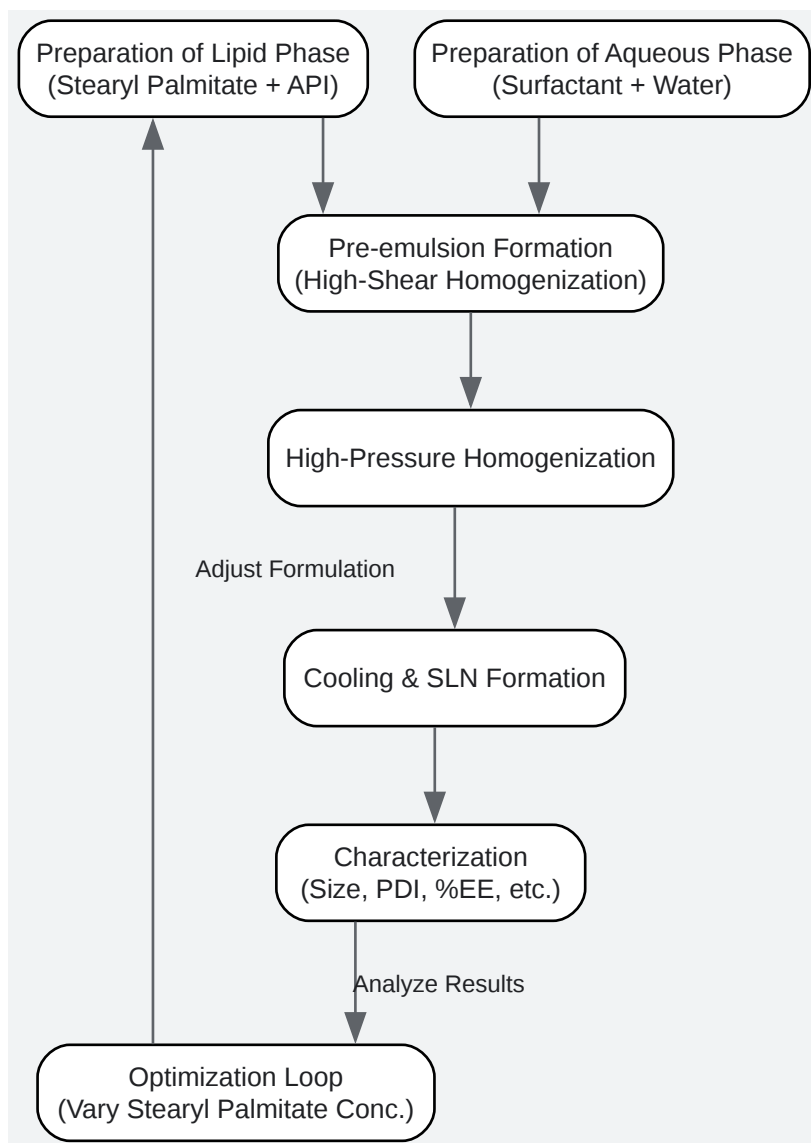 Preparation of Lipid Phase
(Stearyl Palmitate + API)
Preparation of Aqueous Phase
(Surfactant + Water)
Pre-emulsion Formation
(High-Shear Homogenization)
High-Pressure Homogenization
Adjust Formulation
Cooling & SLN Formation
Characterization
(Size, PDI, %EE, etc.)
Analyze Results
Optimization Loop
(Vary Stearyl Palmitate Conc.)